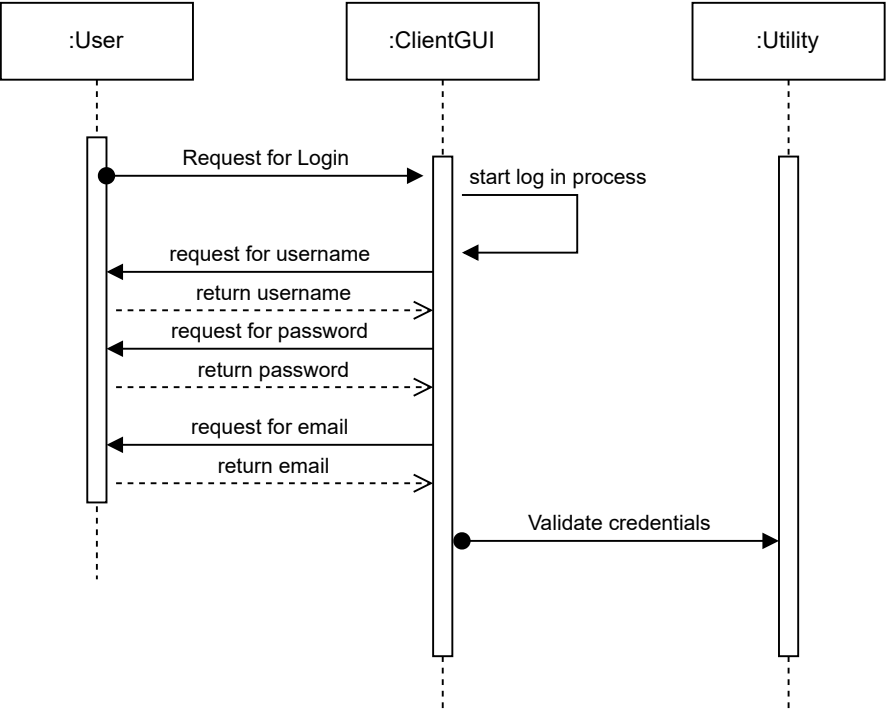 :User
:ClientGUI
:Utility
Request for Login
start log in process
request for username
return username
request for password
return password
request for email
return email
Validate credentials